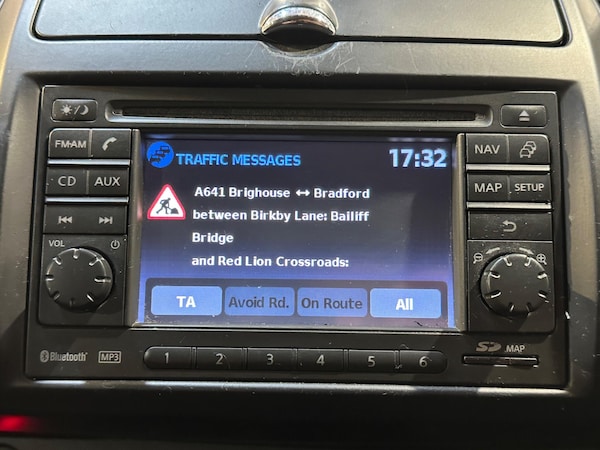 FM·AM
CD
AUX
VOL
TRAFFIC MESSAGES
17:32
A641 Brighouse ↔ Bradford
between Birkby Lane: Bailiff
Bridge
and Red Lion Crossroads:
TA
Avoid Rd.
On Route
All
NAV
MAP
SETUP
Bluetooth
MP3
1
2
3
4
5
6
SD
MAP